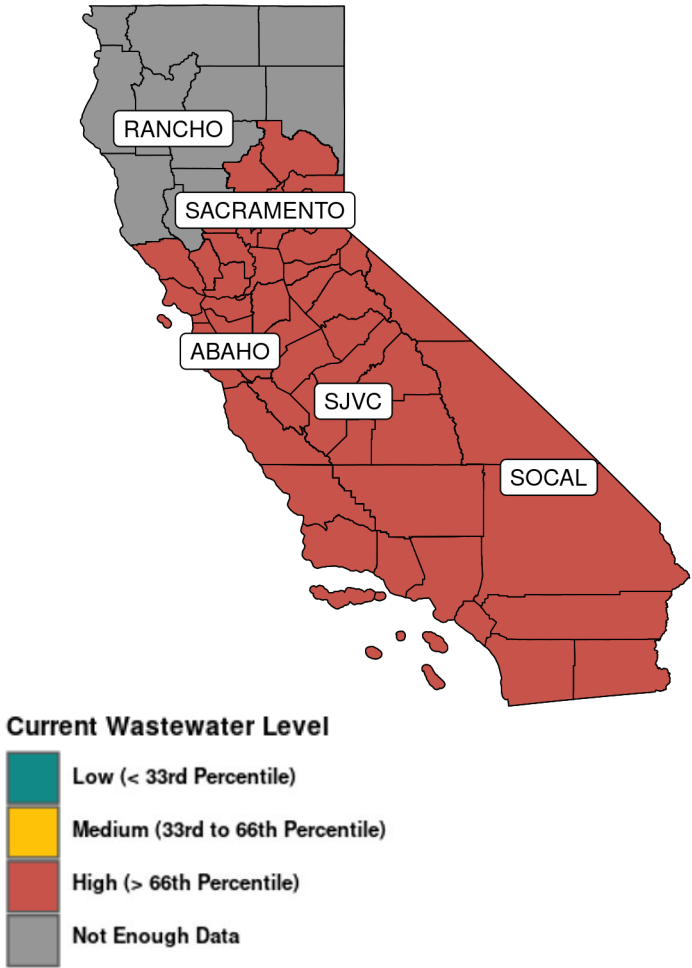 RANCHO
SACRAMENTO
ABAHO
SJVC
SOCAL
Current Wastewater Level
Low (< 33rd Percentile)
Medium (33rd to 66th Percentile)
High (> 66th Percentile)
Not Enough Data